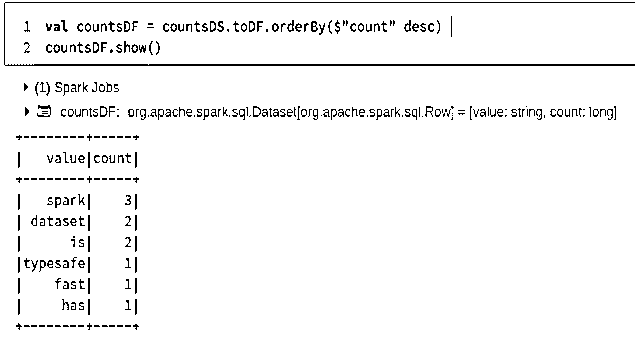 1 val countsDF = countsDS.toDF.orderBy($"count" desc)
2 countsDF.show()
(1) Spark Jobs
countsDF: org.apache.spark.sql.Dataset[org.apache.spark.sql.Row] = [value: string, count: long]
+--------+-----+
|   value|count|
+--------+-----+
|   spark|    3|
| dataset|    2|
|      is|    2|
|typesafe|    1|
|    fast|    1|
|     has|    1|
+--------+-----+